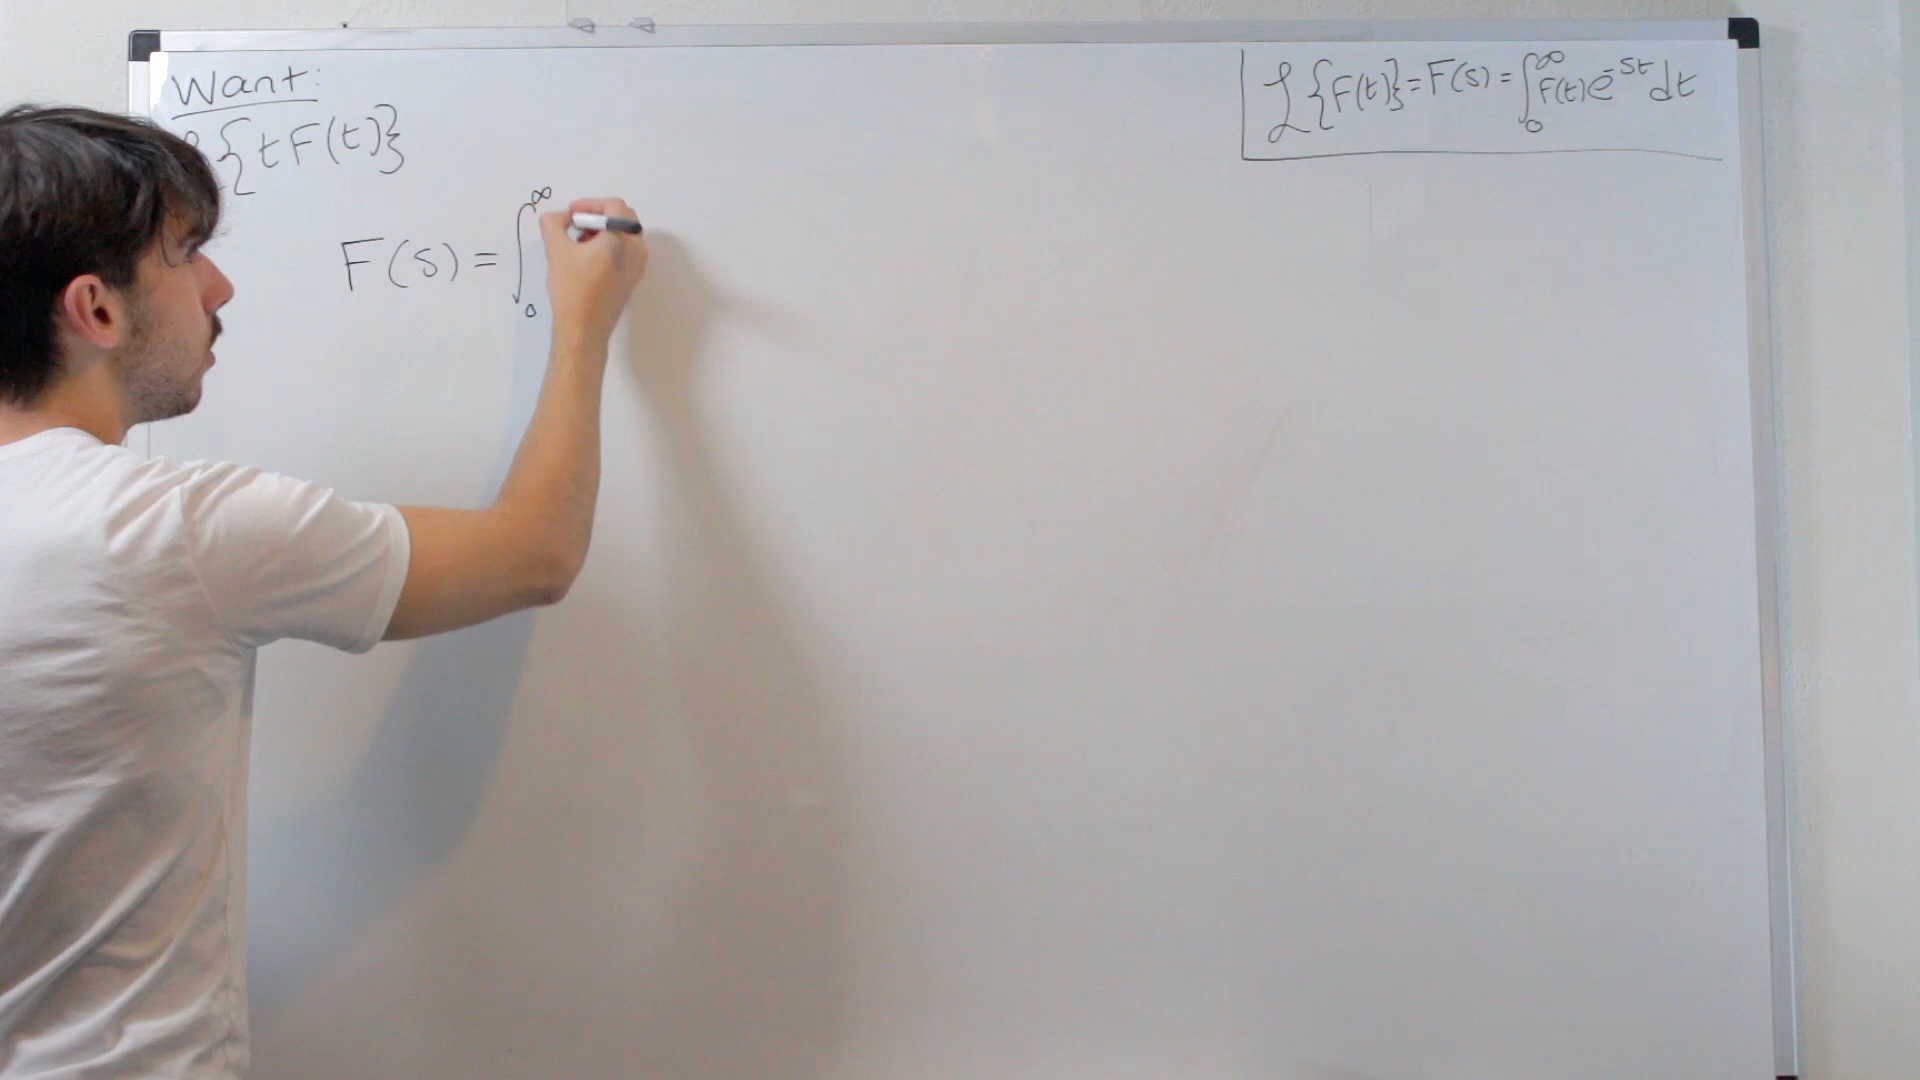 Want:
ℒ{tF(t)}
F(s) = ∫₀^∞
ℒ{F(t)} = F(s) = ∫₀^∞ F(t)e^-st dt